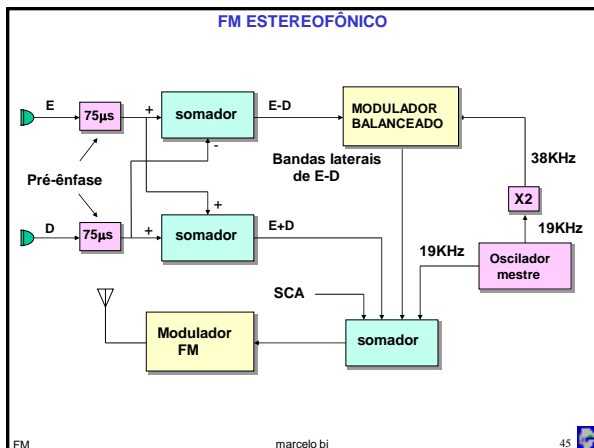 FM ESTEREOFÔNICO
E
75µs
+
somador
E-D
MODULADOR
BALANCEADO
-
38KHz
Pré-ênfase
Bandas laterais
de E-D
X2
+
19KHz
D
75µs
+
somador
E+D
19KHz
Oscilador
mestre
SCA
Modulador
FM
somador
FM
marcelo bj
45